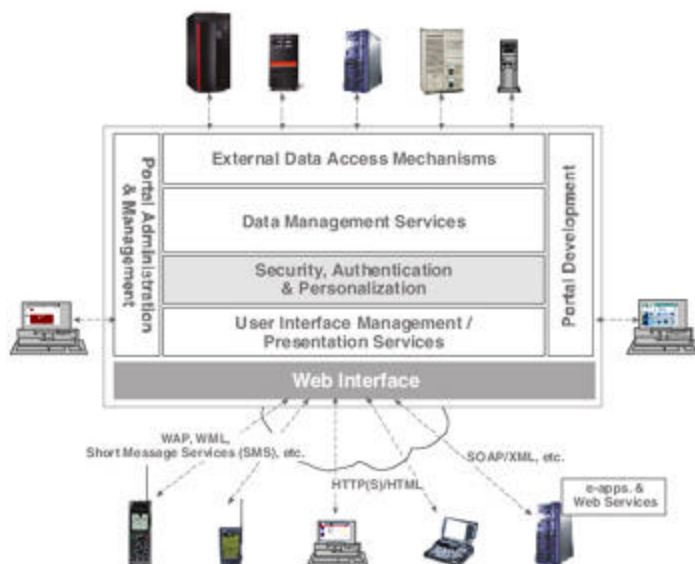 External Data Access Mechanisms
Portal Administration
& Management
Data Management Services
Portal Development
Security, Authentication
& Personalization
User Interface Management /
Presentation Services
Web Interface
WAP, WML,
Short Message Services (SMS), etc.
SOAP/XML, etc.
HTTP(S)/HTML
e-apps. &
Web Services